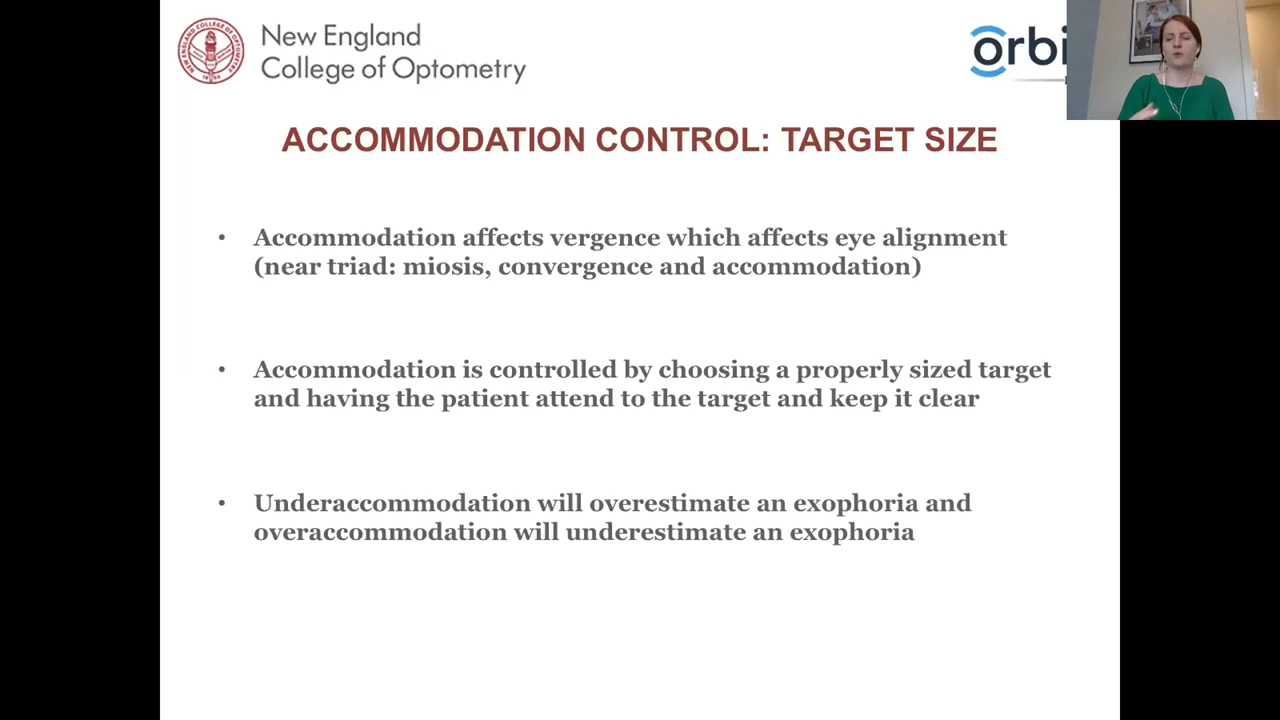 New England
College of Optometry
ACCOMMODATION CONTROL: TARGET SIZE
• Accommodation affects vergence which affects eye alignment
(near triad: miosis, convergence and accommodation)
• Accommodation is controlled by choosing a properly sized target
and having the patient attend to the target and keep it clear
• Underaccommodation will overestimate an exophoria and
overaccommodation will underestimate an exophoria